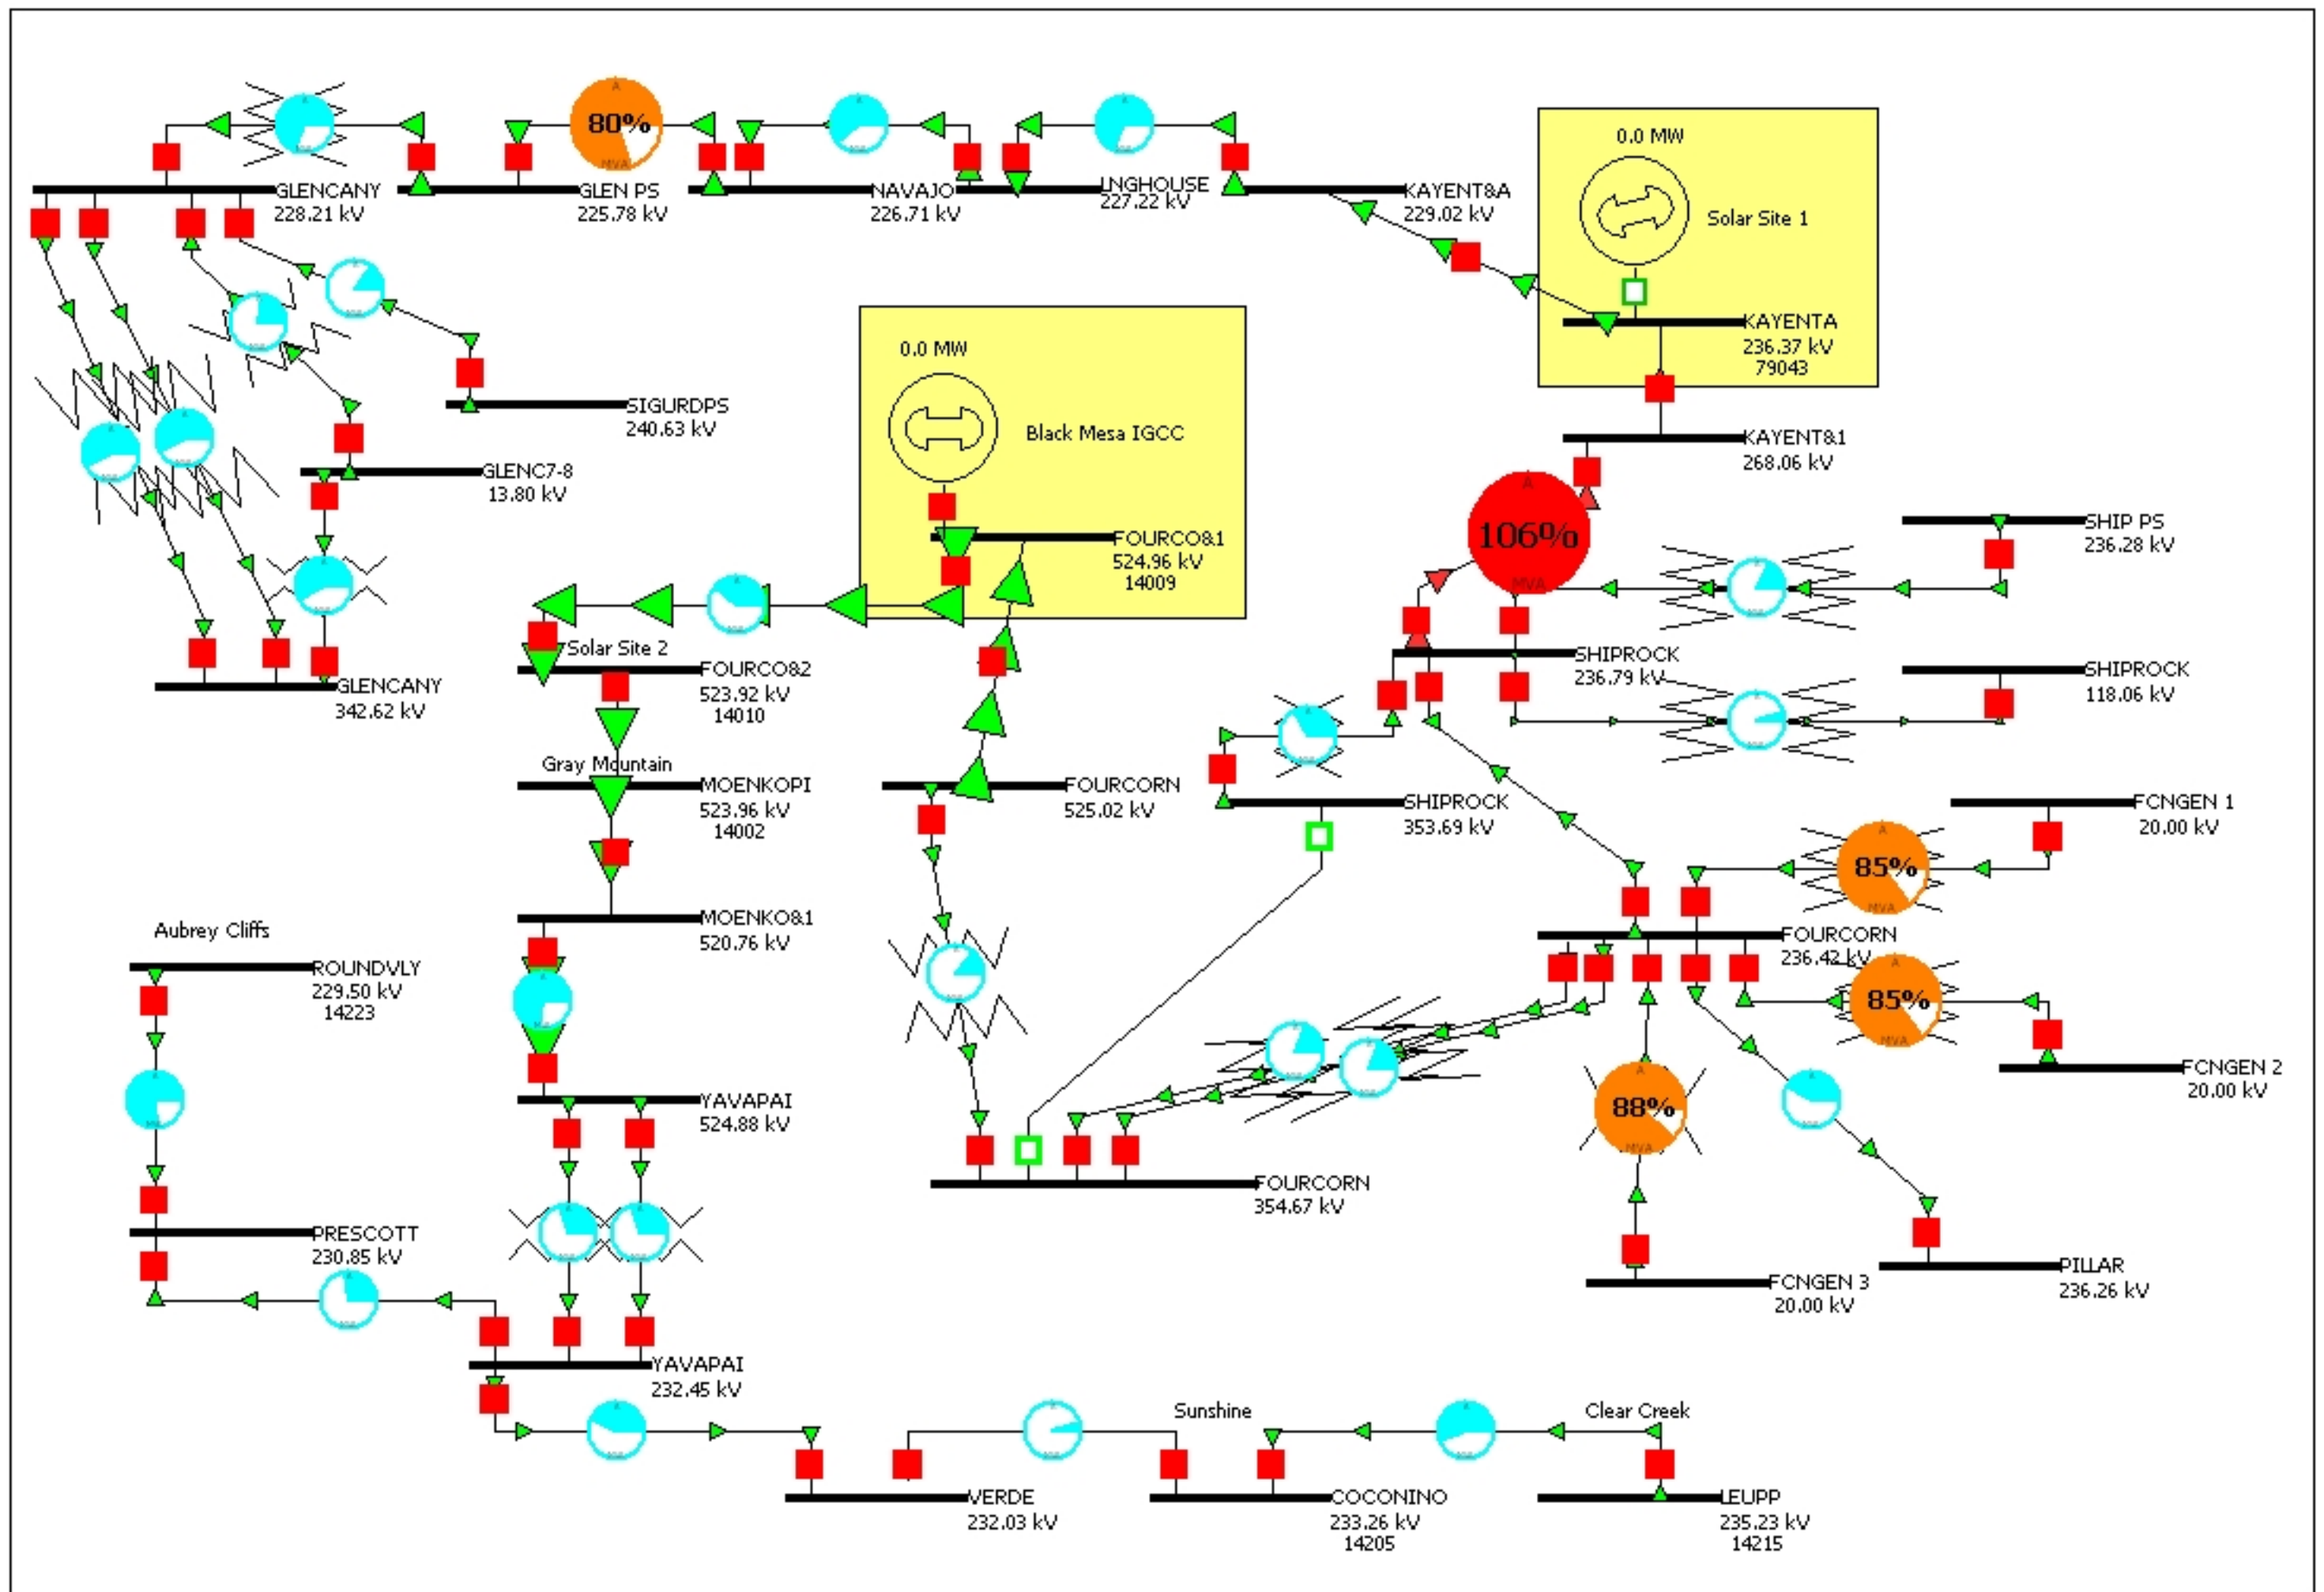 80%
GLENCANY
228.21 kV
GLEN PS
225.78 kV
NAVAJO
226.71 kV
LNGHOUSE
227.22 kV
KAYENT&A
229.02 kV
0.0 MW
Solar Site 1
KAYENTA
236.37 kV
79043
0.0 MW
Black Mesa IGCC
SIGURDPS
240.63 kV
KAYENT&1
268.06 kV
GLENC7-8
13.80 kV
106%
MVA
FOURCO&1
524.96 kV
14009
SHIP PS
236.28 kV
GLENCANY
342.62 kV
Solar Site 2
FOURCO&2
523.92 kV
14010
SHIPROCK
236.79 kV
SHIPROCK
118.06 kV
Gray Mountain
MOENKOPI
523.96 kV
14002
FOURCORN
525.02 kV
SHIPROCK
353.69 kV
FCNGEN 1
20.00 kV
85%
MVA
MOENKO&1
520.76 kV
Aubrey Cliffs
ROUNDVLY
229.50 kV
14223
FOURCORN
236.42 kV
85%
MVA
FCNGEN 2
20.00 kV
YAVAPAI
524.88 kV
88%
MVA
FOURCORN
354.67 kV
PRESCOTT
230.85 kV
FCNGEN 3
20.00 kV
PILLAR
236.26 kV
YAVAPAI
232.45 kV
Sunshine
Clear Creek
VERDE
232.03 kV
COCONINO
233.26 kV
14205
LEUPP
235.23 kV
14215